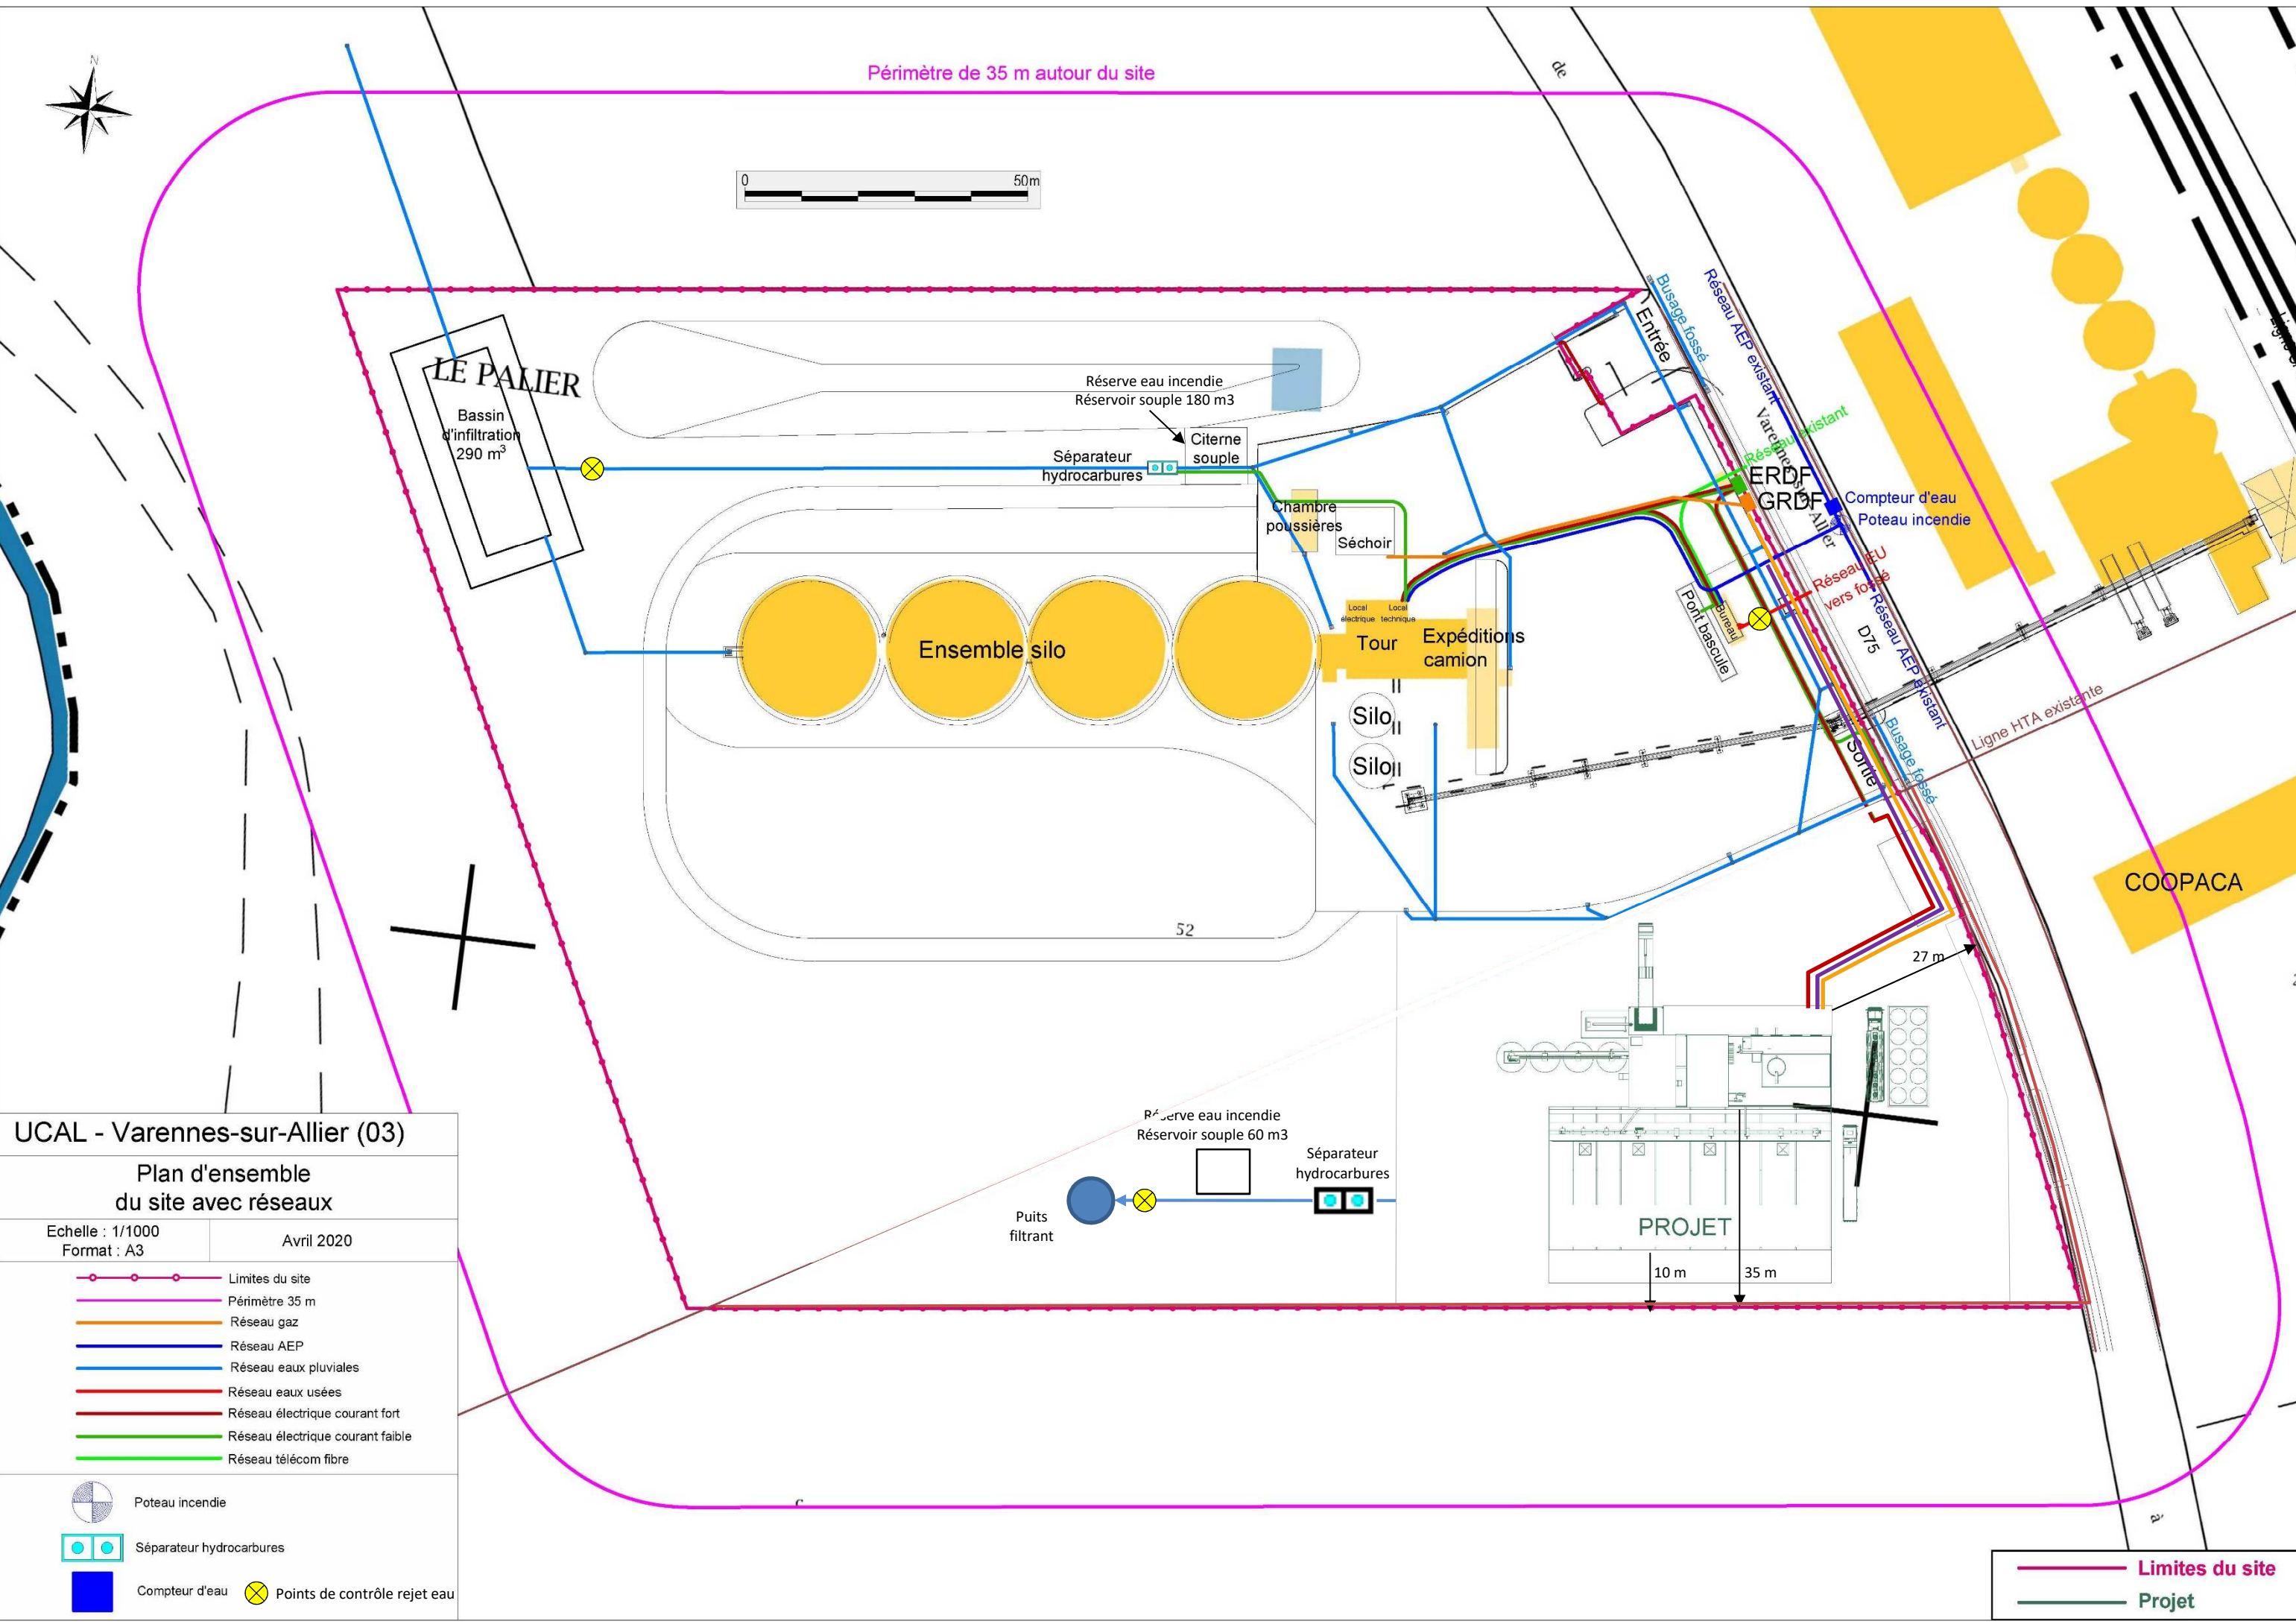 N
Périmètre de 35 m autour du site
de
0 50m
LE PALIER
Bassin
d'infiltration
290 m³
Réserve eau incendie
Réservoir souple 180 m3
Citerne
souple
Séparateur
hydrocarbures
Chambre
poussières
Séchoir
Entrée
Busage fossé
Réseau AEP existant
Varennes sur Allier
Réseau existant
ERDF
GRDF
Compteur d'eau
Poteau incendie
Réseau EU
vers fossé
Réseau AEP existant
D75
Pont bascule
Bureau
Local
électrique
Local
technique
Tour
Expéditions
camion
Ensemble silo
Silo
Silo
Sortie
Busage fossé
Ligne HTA existante
COOPACA
52
27 m
Réserve eau incendie
Réservoir souple 60 m3
Séparateur
hydrocarbures
Puits
filtrant
PROJET
10 m
35 m
à
UCAL - Varennes-sur-Allier (03)
Plan d'ensemble
du site avec réseaux
Echelle : 1/1000
Format : A3
Avril 2020
Limites du site
Périmètre 35 m
Réseau gaz
Réseau AEP
Réseau eaux pluviales
Réseau eaux usées
Réseau électrique courant fort
Réseau électrique courant faible
Réseau télécom fibre
Poteau incendie
Séparateur hydrocarbures
Compteur d'eau
Points de contrôle rejet eau
Limites du site
Projet